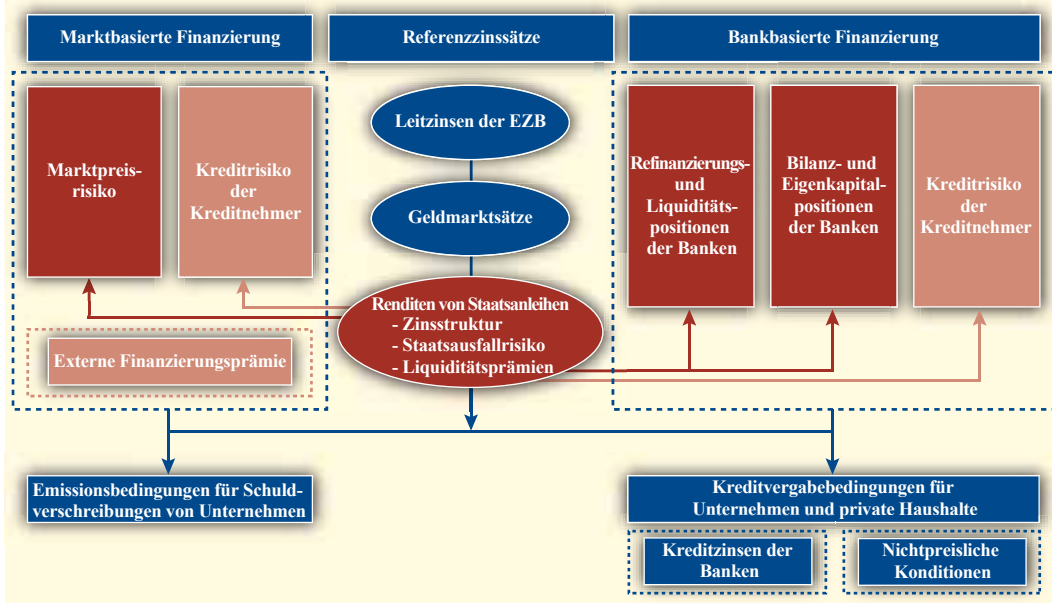 Marktbasierte Finanzierung
Referenzzinssätze
Bankbasierte Finanzierung
Marktpreis-
risiko
Kreditrisiko
der
Kreditnehmer
Leitzinsen der EZB
Geldmarktsätze
Renditen von Staatsanleihen
- Zinsstruktur
- Staatsausfallrisiko
- Liquiditätsprämien
Refinanzierungs-
und
Liquiditäts-
positionen
der Banken
Bilanz- und
Eigenkapital-
positionen
der Banken
Kreditrisiko
der
Kreditnehmer
Externe Finanzierungsprämie
Emissionsbedingungen für Schuld-
verschreibungen von Unternehmen
Kreditvergabebedingungen für
Unternehmen und private Haushalte
Kreditzinsen der
Banken
Nichtpreisliche
Konditionen